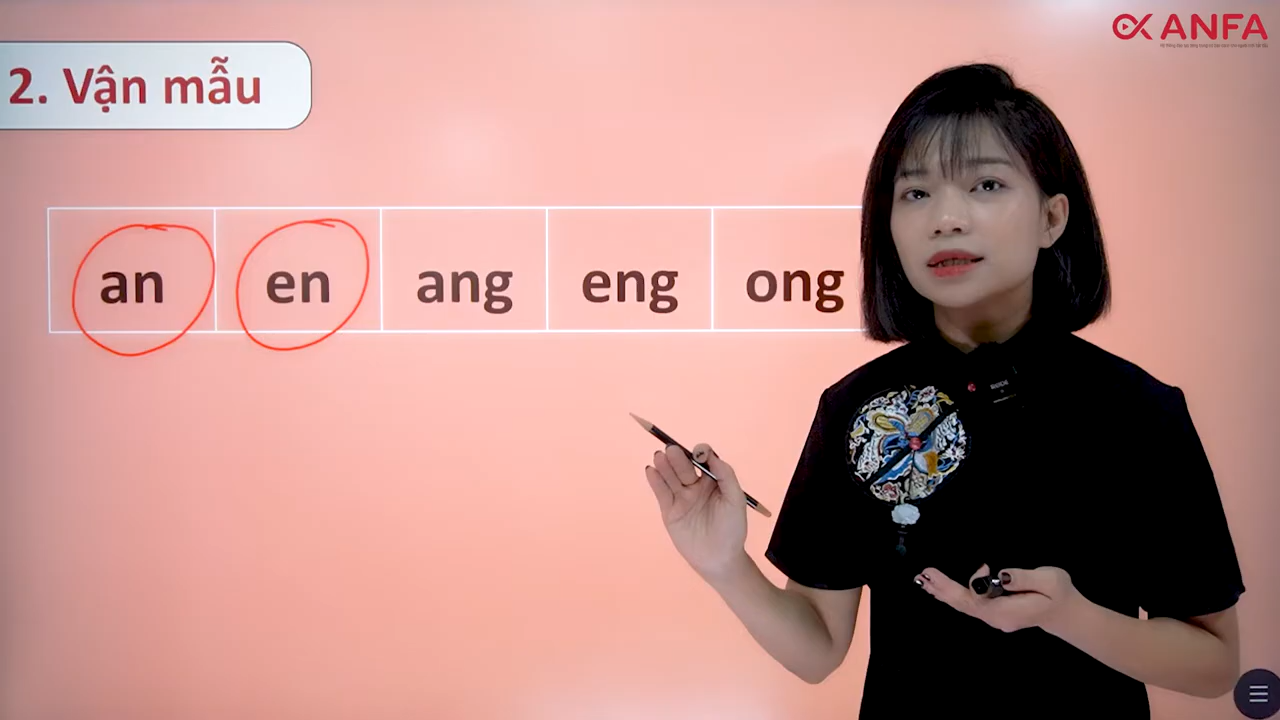 ANFA
2. Vận mẫu
an en ang eng ong